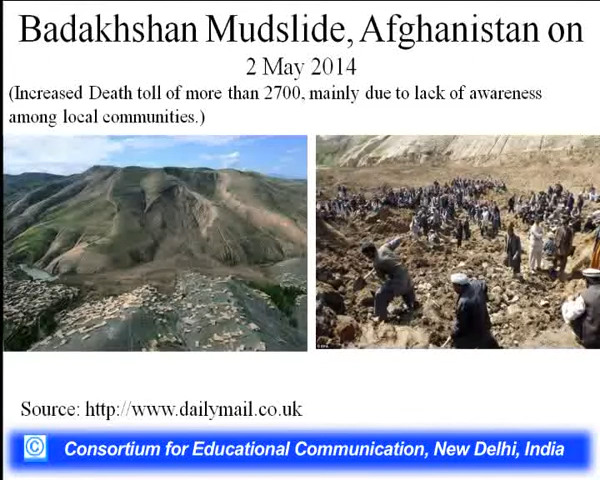 Badakhshan Mudslide, Afghanistan on
2 May 2014
(Increased Death toll of more than 2700, mainly due to lack of awareness
among local communities.)
Source: http://www.dailymail.co.uk
© Consortium for Educational Communication, New Delhi, India